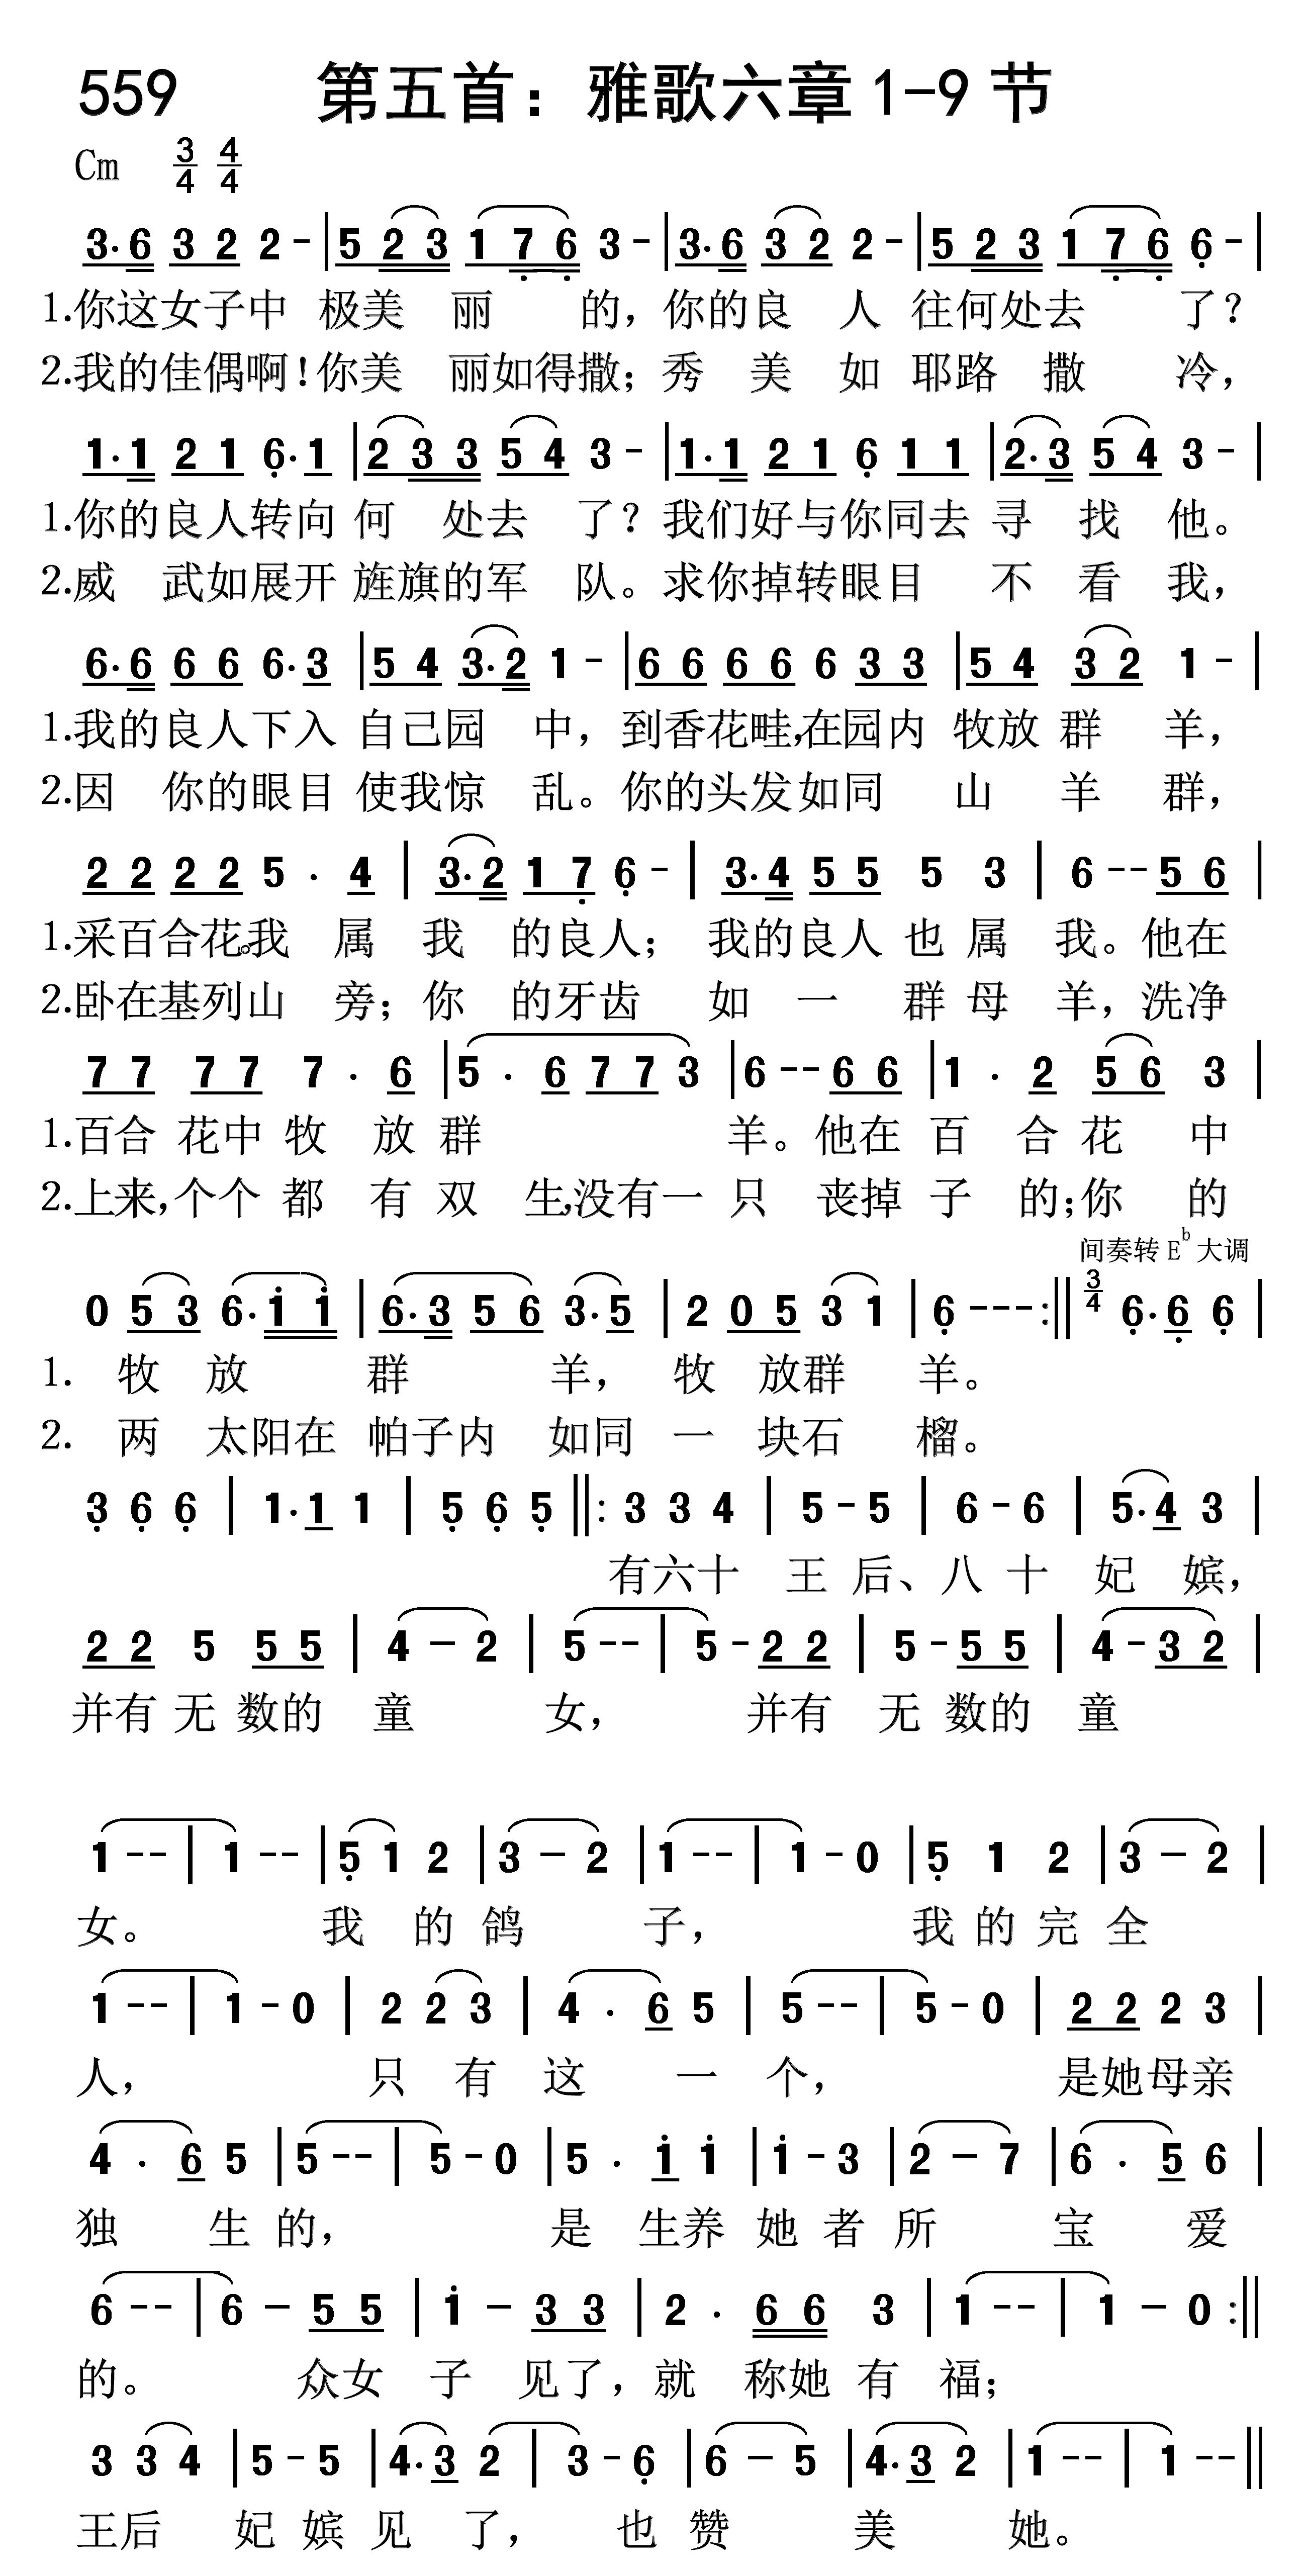 559 第五首：雅歌六章1-9节
Cm 3/4 4/4
3·6 3 2 2 - | 5 2 3 1 7 6 3 - | 3·6 3 2 2 - | 5 2 3 1 7 6 6 - |
1.你这女子中 极美 丽 的，你的良 人 往何处去 了？
2.我的佳偶啊！你美 丽如得撒；秀 美 如 耶路 撒 冷，
1·1 2 1 6·1 | 2 3 3 5 4 3 - | 1·1 2 1 6 1 1 | 2·3 5 4 3 - |
1.你的良人转向 何 处去 了？我们好与你同去 寻 找 他。
2.威 武如展开 旌旗的军 队。求你掉转眼目 不 看 我，
6·6 6 6 6·3 | 5 4 3·2 1 - | 6 6 6 6 6 3 3 | 5 4 3 2 1 - |
1.我的良人下入 自己园 中，到香花畦，在园内 牧放 群 羊，
2.因 你的眼目 使我惊 乱。你的头发如同 山 羊 群，
2 2 2 2 5 · 4 | 3·2 1 7 6 - | 3·4 5 5 5 3 | 6 - - 5 6 |
1.采百合花。我 属 我 的良人； 我的良人 也 属 我。他在
2.卧在基列山 旁；你 的牙齿 如 一 群 母 羊，洗净
7 7 7 7 7 · 6 | 5 · 6 7 7 3 | 6 - - 6 6 | 1 · 2 5 6 3 |
1.百合 花中 牧 放 群 羊。他在 百 合 花 中
2.上来，个个 都 有 双 生，没有一 只 丧掉 子 的；你 的
间奏转 E♭ 大调
0 5 3 6·i i | 6·3 5 6 3·5 | 2 0 5 3 1 | 6 - - - :|| 3/4 6·6 6 |
1. 牧 放 群 羊， 牧 放群 羊。
2. 两 太阳在 帕子内 如同 一 块石 榴。
3 6 6 | 1·1 1 | 5 6 5 ||: 3 3 4 | 5 - 5 | 6 - 6 | 5·4 3 |
有六十 王 后、八 十 妃 嫔，
2 2 5 5 5 | 4 - 2 | 5 - - | 5 - 2 2 | 5 - 5 5 | 4 - 3 2 |
并有 无 数的 童 女， 并有 无 数的 童
1 - - | 1 - - | 5 1 2 | 3 - 2 | 1 - - | 1 - 0 | 5 1 2 | 3 - 2 |
女。 我 的 鸽 子， 我 的 完 全
1 - - | 1 - 0 | 2 2 3 | 4 · 6 5 | 5 - - | 5 - 0 | 2 2 2 3 |
人， 只 有 这 一 个， 是她母亲
4 · 6 5 | 5 - - | 5 - 0 | 5 · i i | i - 3 | 2 - 7 | 6 · 5 6 |
独 生 的， 是 生养 她 者 所 宝 爱
6 - - | 6 - 5 5 | i - 3 3 | 2 · 6 6 3 | 1 - - | 1 - 0 :||
的。 众女 子 见了，就 称她 有 福；
3 3 4 | 5 - 5 | 4·3 2 | 3 - 6 | 6 - 5 | 4·3 2 | 1 - - | 1 - - ||
王后 妃 嫔 见 了， 也 赞 美 她。